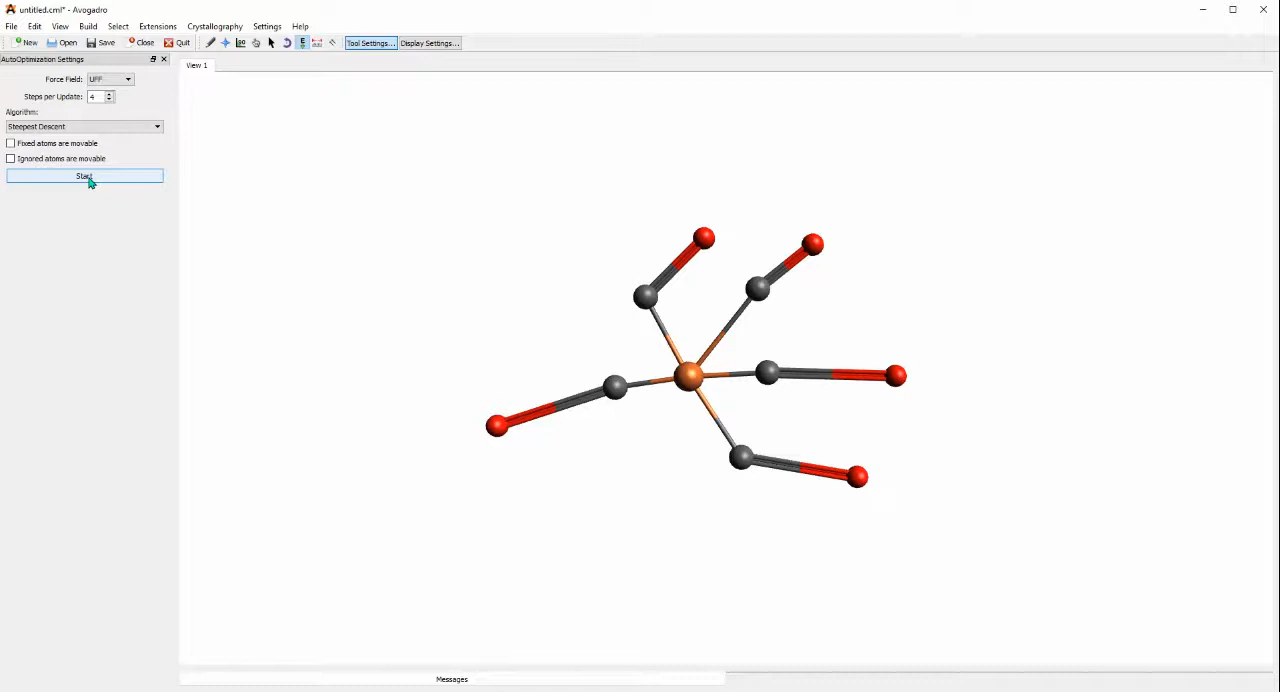 untitled.cml* - Avogadro
File Edit View Build Select Extensions Crystallography Settings Help
New Open Save Close Quit Tool Settings... Display Settings...
AutoOptimization Settings
View 1
Force Field: UFF
Steps per Update: 4
Algorithm:
Steepest Descent
Fixed atoms are movable
Ignored atoms are movable
Start
Messages